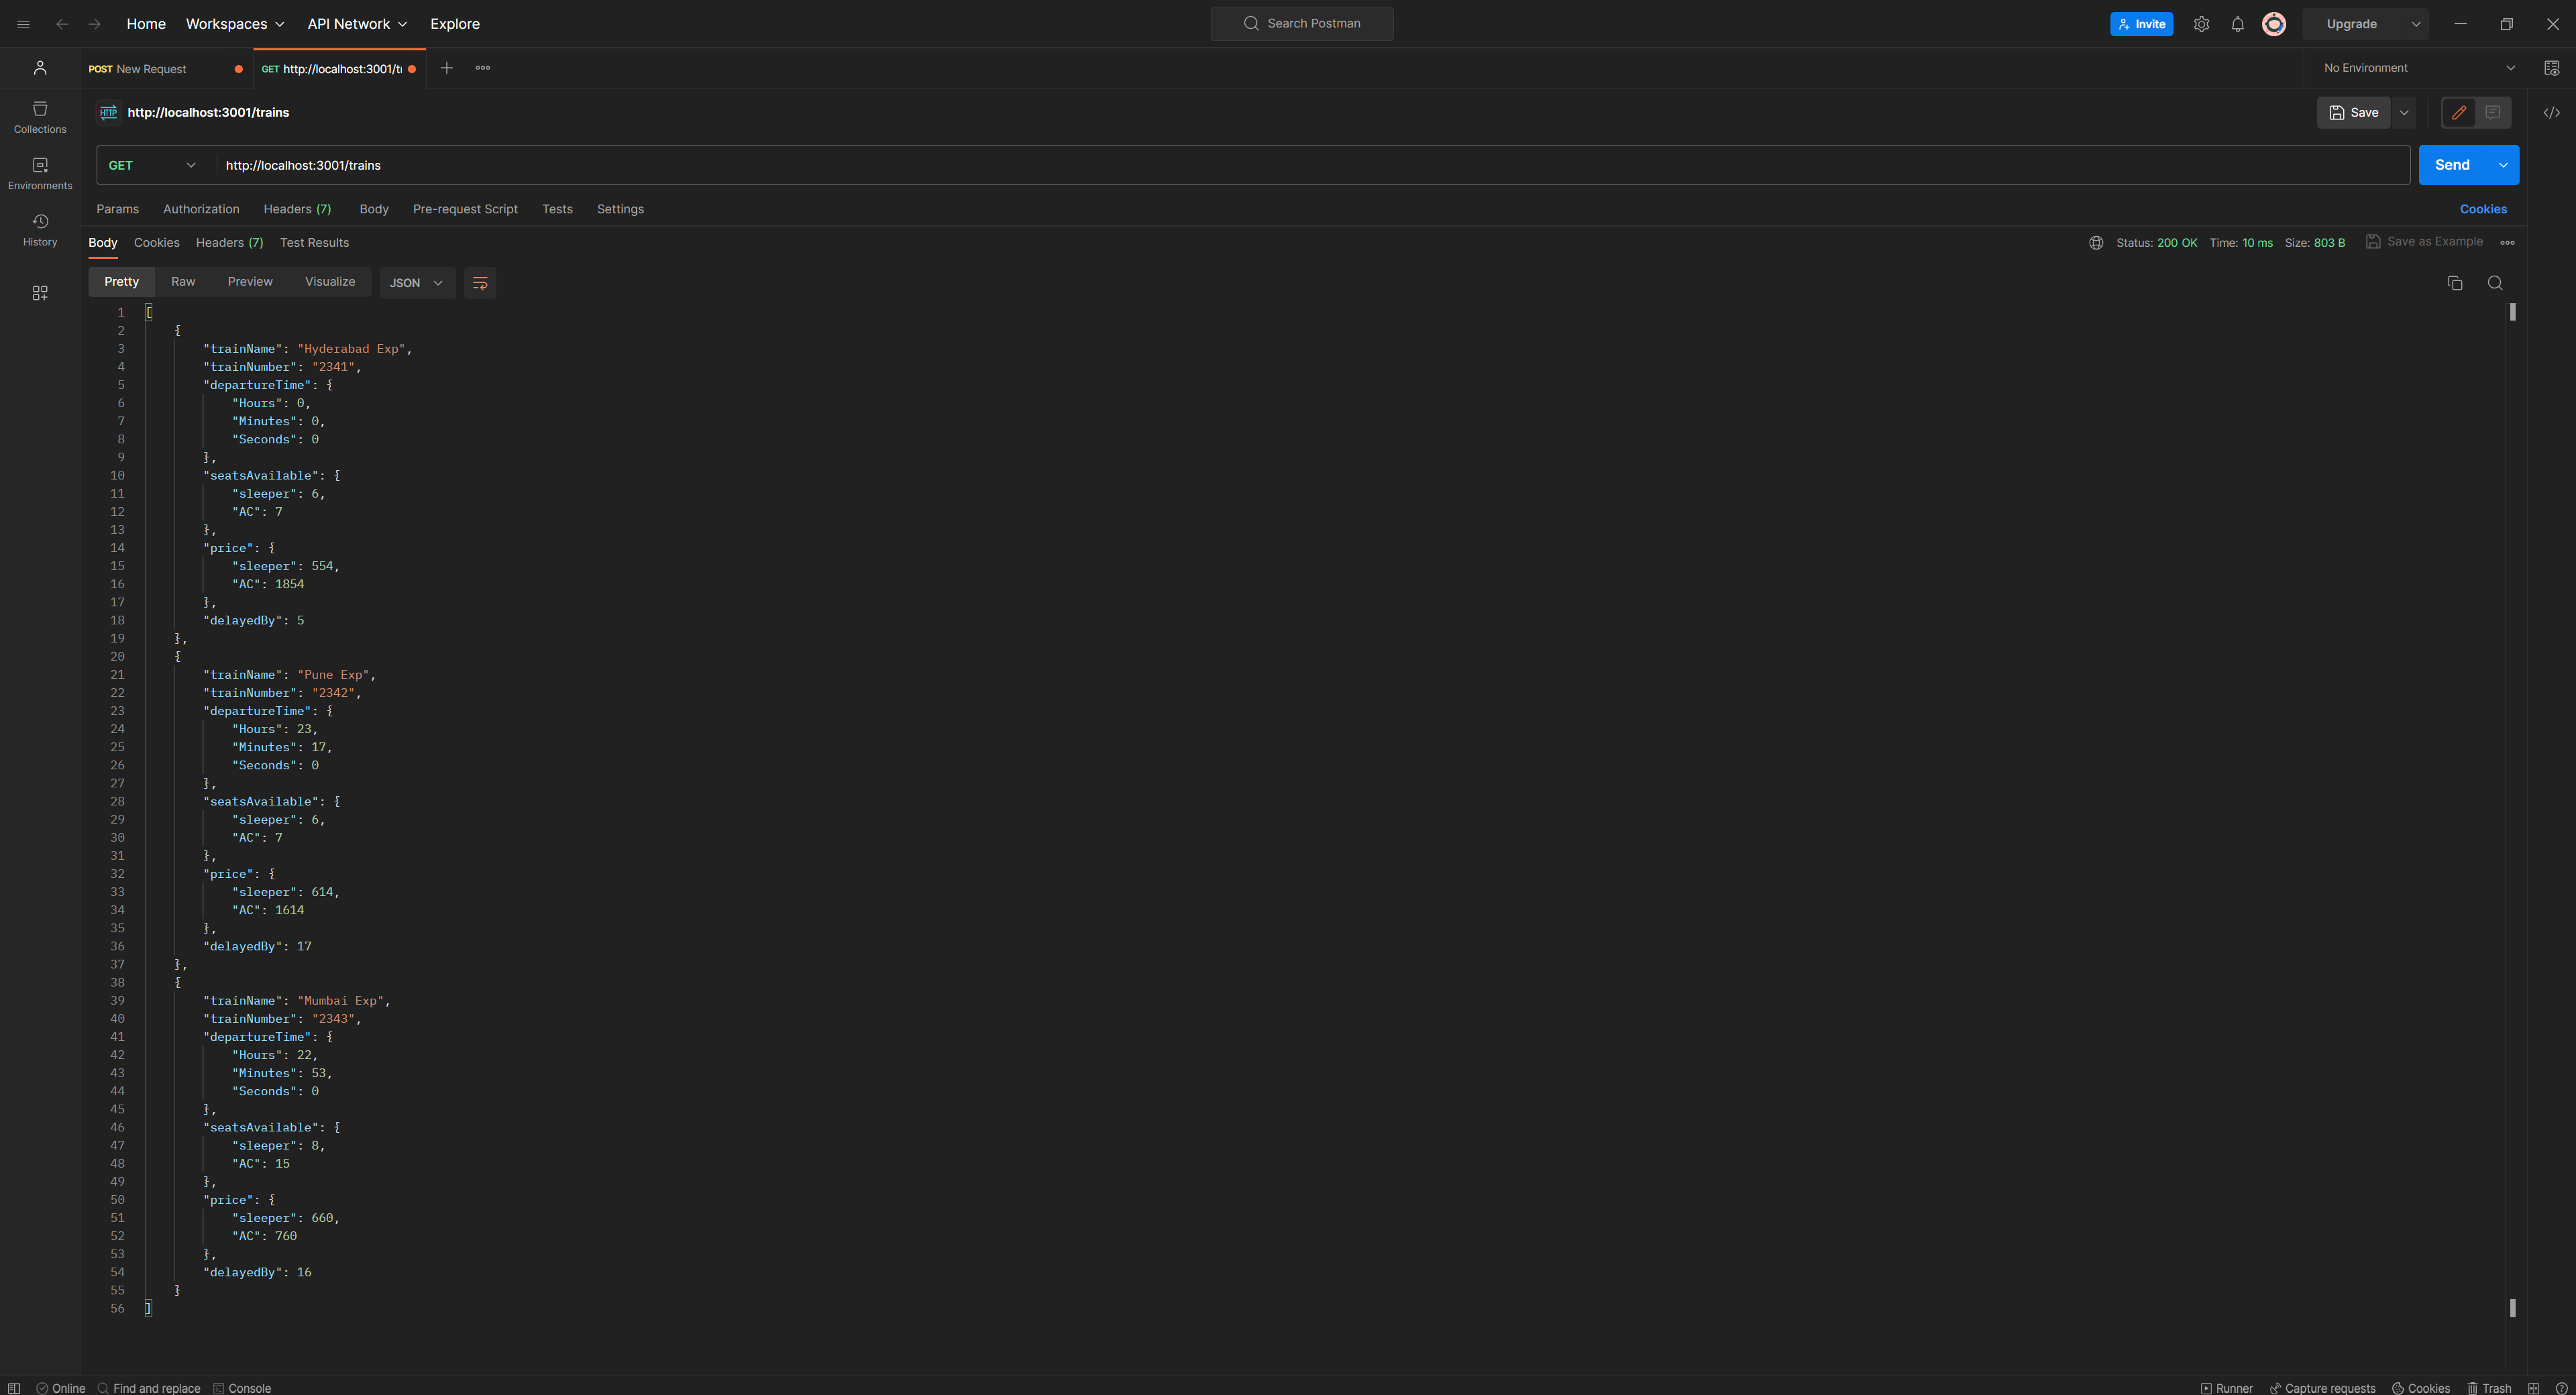 Home Workspaces API Network Explore Search Postman Invite Upgrade
POST New Request GET http://localhost:3001/t No Environment
Collections
Environments
History
HTTP http://localhost:3001/trains Save
GET http://localhost:3001/trains Send
Params Authorization Headers (7) Body Pre-request Script Tests Settings Cookies
Body Cookies Headers (7) Test Results Status: 200 OK Time: 10 ms Size: 803 B Save as Example
Pretty Raw Preview Visualize JSON
1 [
2 {
3 "trainName": "Hyderabad Exp",
4 "trainNumber": "2341",
5 "departureTime": {
6 "Hours": 0,
7 "Minutes": 0,
8 "Seconds": 0
9 },
10 "seatsAvailable": {
11 "sleeper": 6,
12 "AC": 7
13 },
14 "price": {
15 "sleeper": 554,
16 "AC": 1854
17 },
18 "delayedBy": 5
19 },
20 {
21 "trainName": "Pune Exp",
22 "trainNumber": "2342",
23 "departureTime": {
24 "Hours": 23,
25 "Minutes": 17,
26 "Seconds": 0
27 },
28 "seatsAvailable": {
29 "sleeper": 6,
30 "AC": 7
31 },
32 "price": {
33 "sleeper": 614,
34 "AC": 1614
35 },
36 "delayedBy": 17
37 },
38 {
39 "trainName": "Mumbai Exp",
40 "trainNumber": "2343",
41 "departureTime": {
42 "Hours": 22,
43 "Minutes": 53,
44 "Seconds": 0
45 },
46 "seatsAvailable": {
47 "sleeper": 8,
48 "AC": 15
49 },
50 "price": {
51 "sleeper": 660,
52 "AC": 760
53 },
54 "delayedBy": 16
55 }
56 ]
Online Find and replace Console Runner Capture requests Cookies Trash